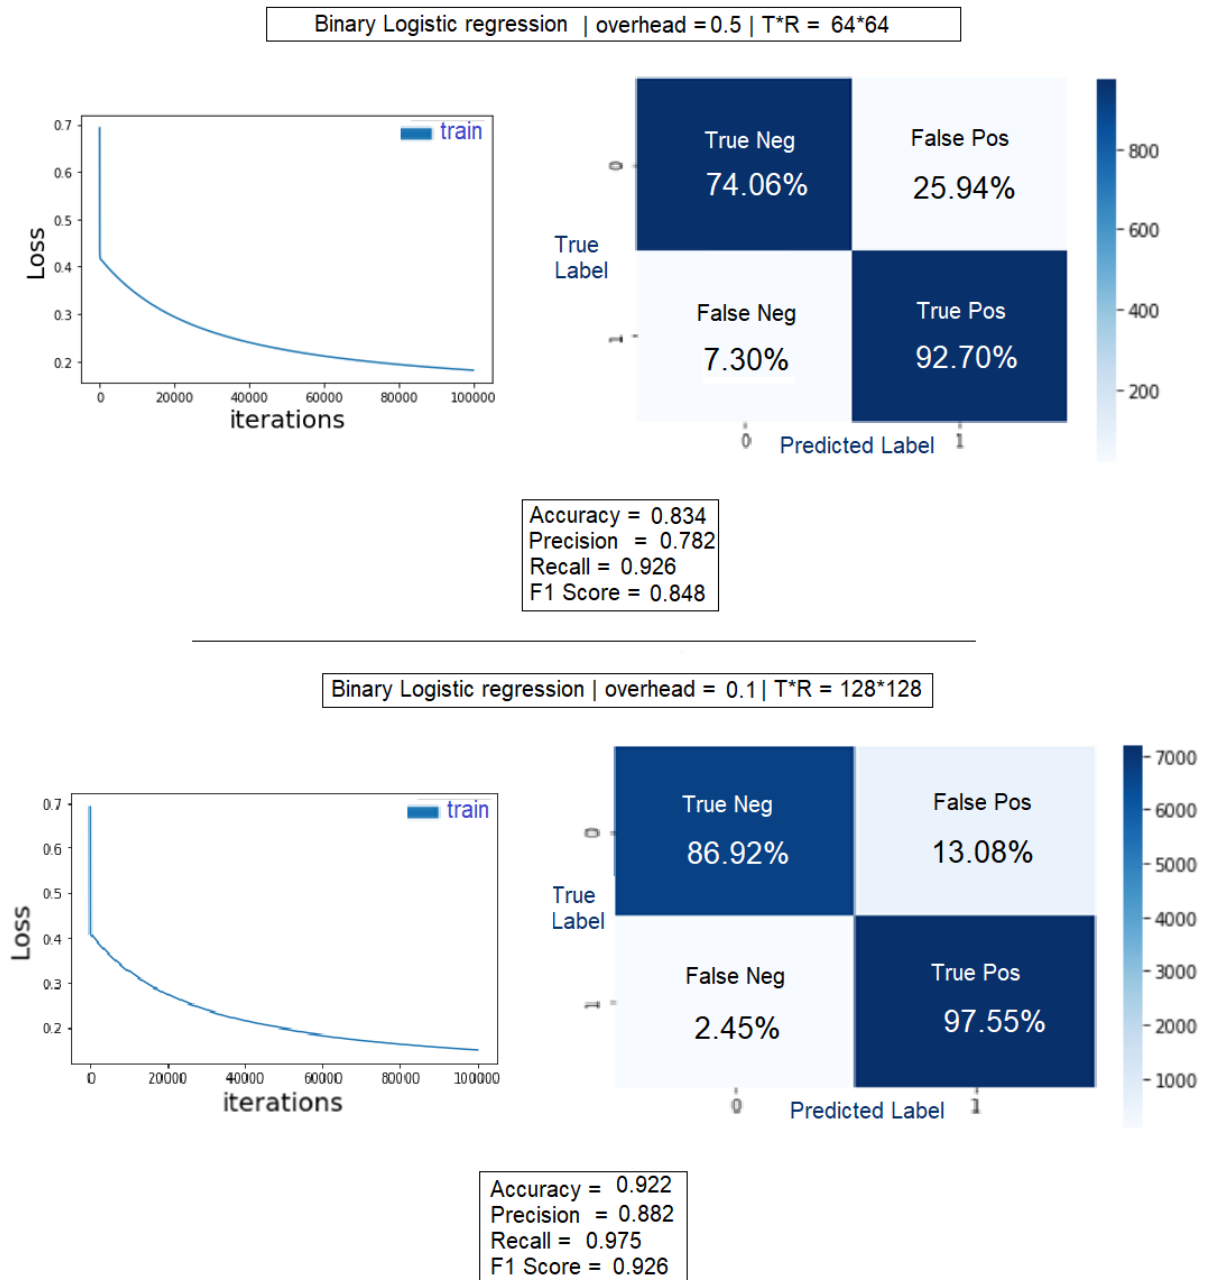 Binary Logistic regression | overhead = 0.5 | T*R = 64*64
train
0.7
0.6
0.5
0.4
0.3
0.2
Loss
0 20000 40000 60000 80000 100000
iterations
True Neg
74.06%
False Pos
25.94%
False Neg
7.30%
True Pos
92.70%
0
1
True
Label
0 Predicted Label 1
800
600
400
200
Accuracy = 0.834
Precision = 0.782
Recall = 0.926
F1 Score = 0.848
Binary Logistic regression | overhead = 0.1 | T*R = 128*128
train
0.7
0.6
0.5
0.4
0.3
0.2
Loss
0 20000 40000 60000 80000 100000
iterations
True Neg
86.92%
False Pos
13.08%
False Neg
2.45%
True Pos
97.55%
0
1
True
Label
0 Predicted Label 1
7000
6000
5000
4000
3000
2000
1000
Accuracy = 0.922
Precision = 0.882
Recall = 0.975
F1 Score = 0.926